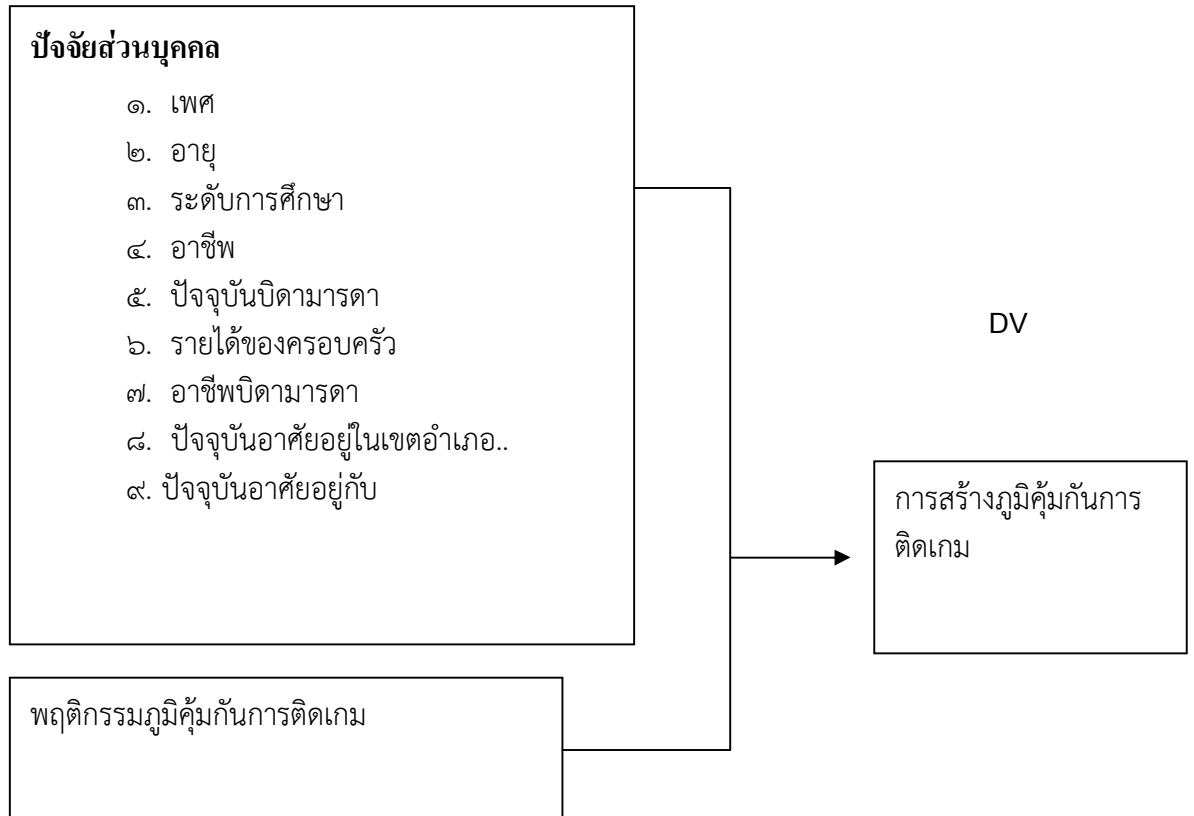 ปัจจัยส่วนบุคคล
๑. เพศ
๒. อายุ
๓. ระดับการศึกษา
๔. อาชีพ
๕. ปัจจุบันบิดามารดา
๖. รายได้ของครอบครัว
๗. อาชีพบิดามารดา
๘. ปัจจุบันอาศัยอยู่ในเขตอำเภอ..
๙. ปัจจุบันอาศัยอยู่กับ
DV
การสร้างภูมิคุ้มกันการ
ติดเกม
พฤติกรรมภูมิคุ้มกันการติดเกม